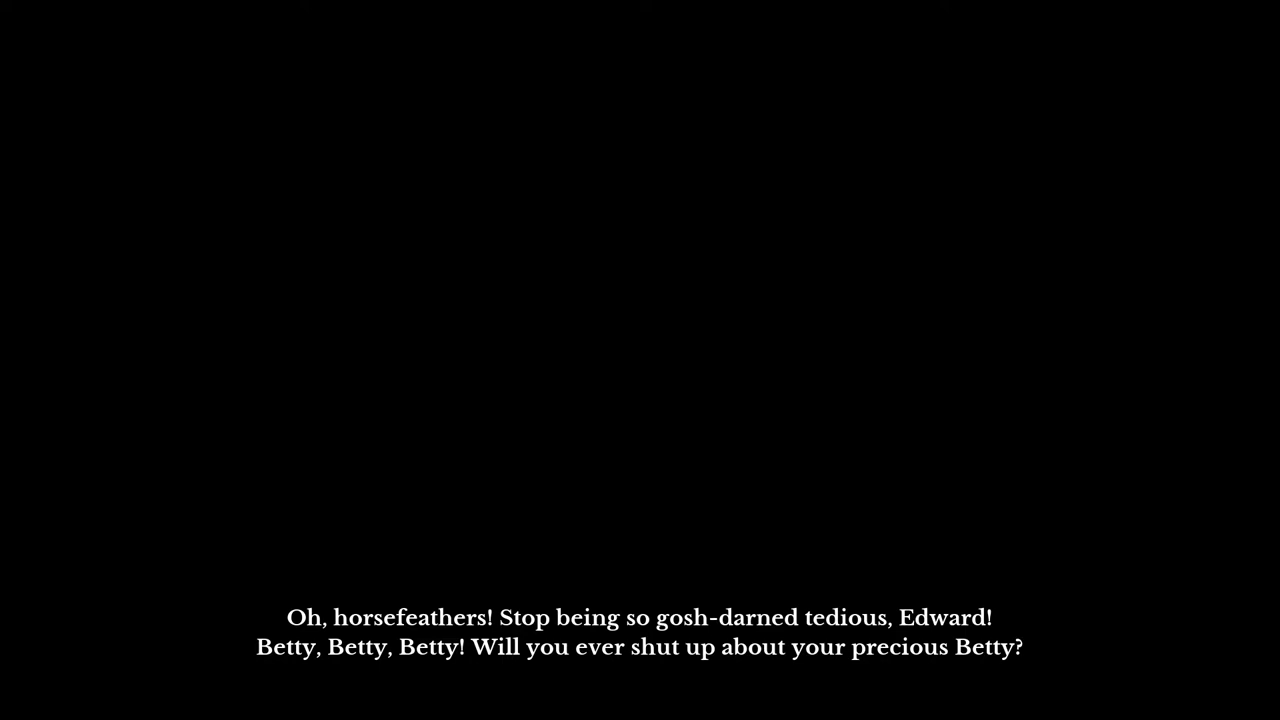 Oh, horsefeathers! Stop being so gosh-darned tedious, Edward!
Betty, Betty, Betty! Will you ever shut up about your precious Betty?